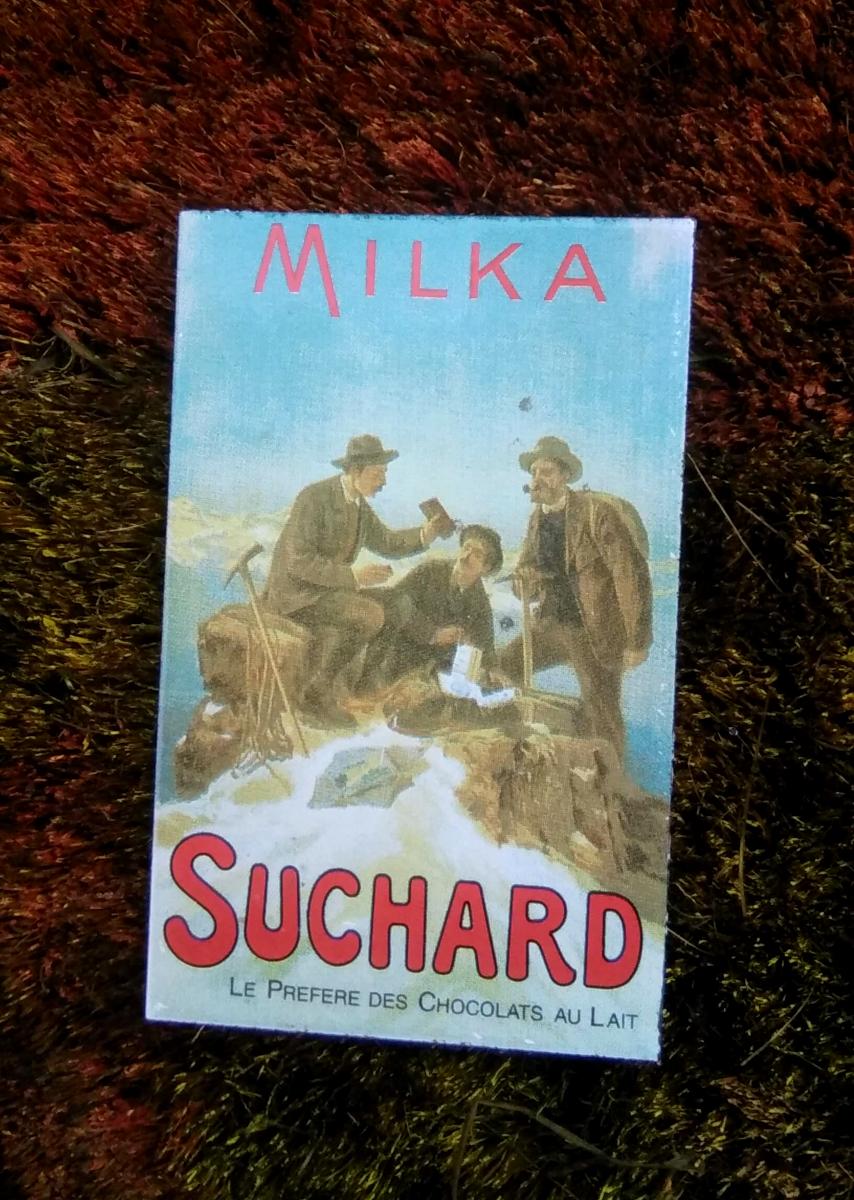 MILKA
SUCHARD
LE PREFERE DES CHOCOLATS AU LAIT